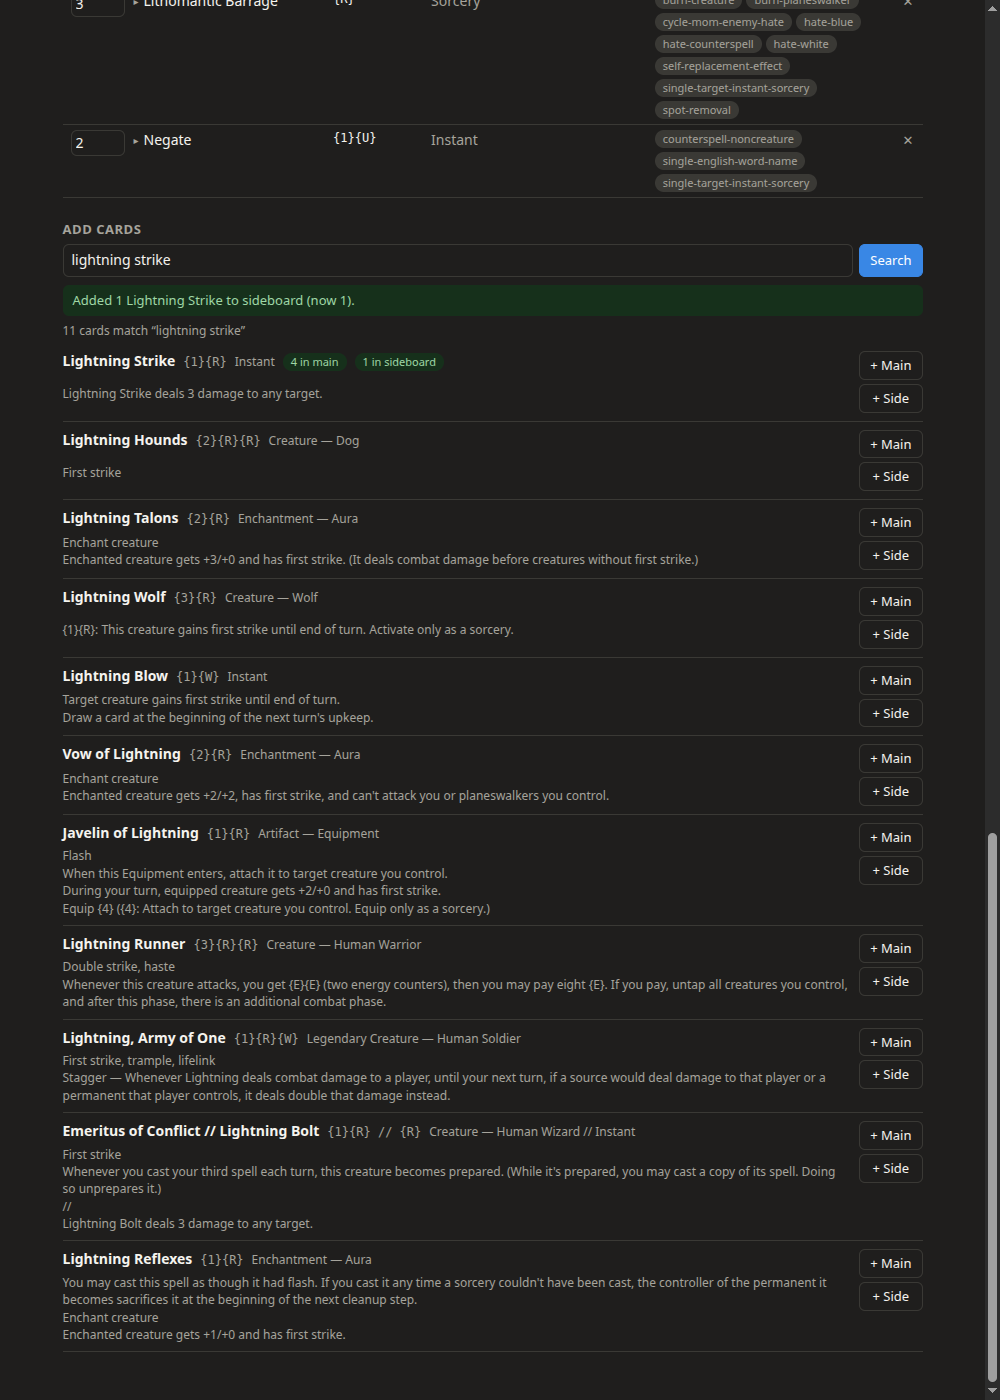 3 ▸ Lithomantic Barrage {R} Sorcery burn-creature burn-planeswalker ✕
cycle-mom-enemy-hate hate-blue
hate-counterspell hate-white
self-replacement-effect
single-target-instant-sorcery
spot-removal
2 ▸ Negate {1}{U} Instant counterspell-noncreature ✕
single-english-word-name
single-target-instant-sorcery
ADD CARDS
lightning strike Search
Added 1 Lightning Strike to sideboard (now 1).
11 cards match “lightning strike”
Lightning Strike {1}{R} Instant 4 in main 1 in sideboard + Main
Lightning Strike deals 3 damage to any target. + Side
Lightning Hounds {2}{R}{R} Creature — Dog + Main
First strike + Side
Lightning Talons {2}{R} Enchantment — Aura + Main
Enchant creature
Enchanted creature gets +3/+0 and has first strike. (It deals combat damage before creatures without first strike.) + Side
Lightning Wolf {3}{R} Creature — Wolf + Main
{1}{R}: This creature gains first strike until end of turn. Activate only as a sorcery. + Side
Lightning Blow {1}{W} Instant + Main
Target creature gains first strike until end of turn.
Draw a card at the beginning of the next turn's upkeep. + Side
Vow of Lightning {2}{R} Enchantment — Aura + Main
Enchant creature
Enchanted creature gets +2/+2, has first strike, and can't attack you or planeswalkers you control. + Side
Javelin of Lightning {1}{R} Artifact — Equipment + Main
Flash
When this Equipment enters, attach it to target creature you control. + Side
During your turn, equipped creature gets +2/+0 and has first strike.
Equip {4} ({4}: Attach to target creature you control. Equip only as a sorcery.)
Lightning Runner {3}{R}{R} Creature — Human Warrior + Main
Double strike, haste
Whenever this creature attacks, you get {E}{E} (two energy counters), then you may pay eight {E}. If you pay, untap all creatures you control, + Side
and after this phase, there is an additional combat phase.
Lightning, Army of One {1}{R}{W} Legendary Creature — Human Soldier + Main
First strike, trample, lifelink
Stagger — Whenever Lightning deals combat damage to a player, until your next turn, if a source would deal damage to that player or a + Side
permanent that player controls, it deals double that damage instead.
Emeritus of Conflict // Lightning Bolt {1}{R} // {R} Creature — Human Wizard // Instant + Main
First strike
Whenever you cast your third spell each turn, this creature becomes prepared. (While it's prepared, you may cast a copy of its spell. Doing + Side
so unprepares it.)
//
Lightning Bolt deals 3 damage to any target.
Lightning Reflexes {1}{R} Enchantment — Aura + Main
You may cast this spell as though it had flash. If you cast it any time a sorcery couldn't have been cast, the controller of the permanent it
becomes sacrifices it at the beginning of the next cleanup step. + Side
Enchant creature
Enchanted creature gets +1/+0 and has first strike.